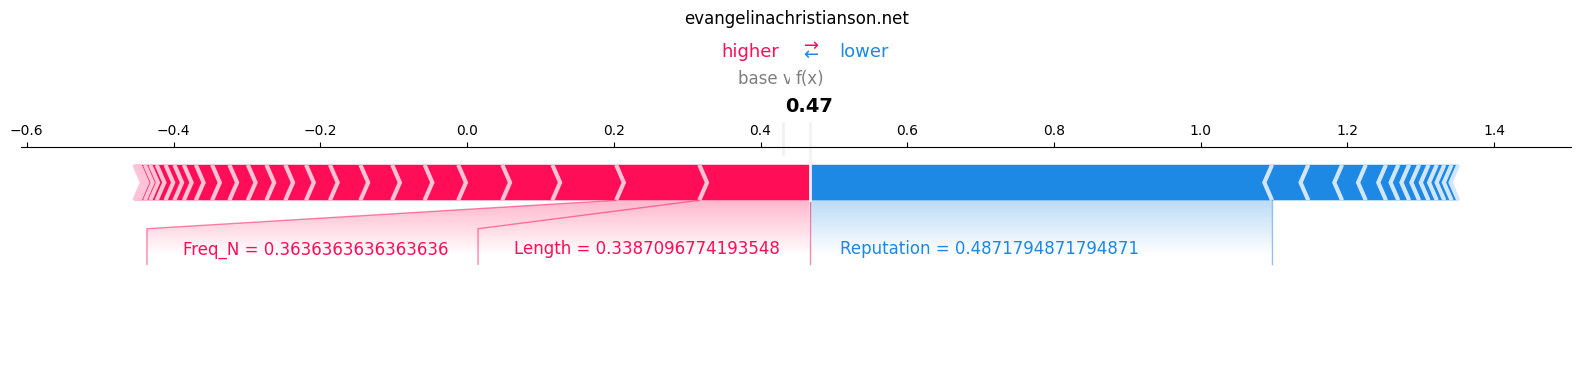 evangelinachristianson.net
higher ⇄ lower
base v f(x)
0.47
−0.6 −0.4 −0.2 0.0 0.2 0.4 0.6 0.8 1.0 1.2 1.4
Freq_N = 0.3636363636363636 Length = 0.3387096774193548 Reputation = 0.4871794871794871